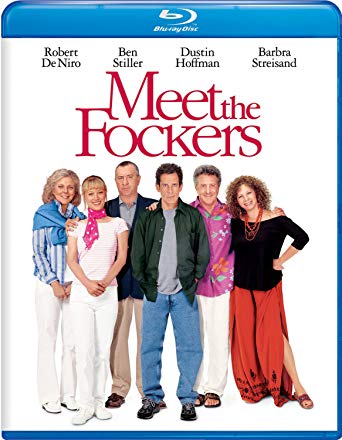 Blu-ray Disc
Robert De Niro
Ben Stiller
Dustin Hoffman
Barbra Streisand
Meet the
Fockers